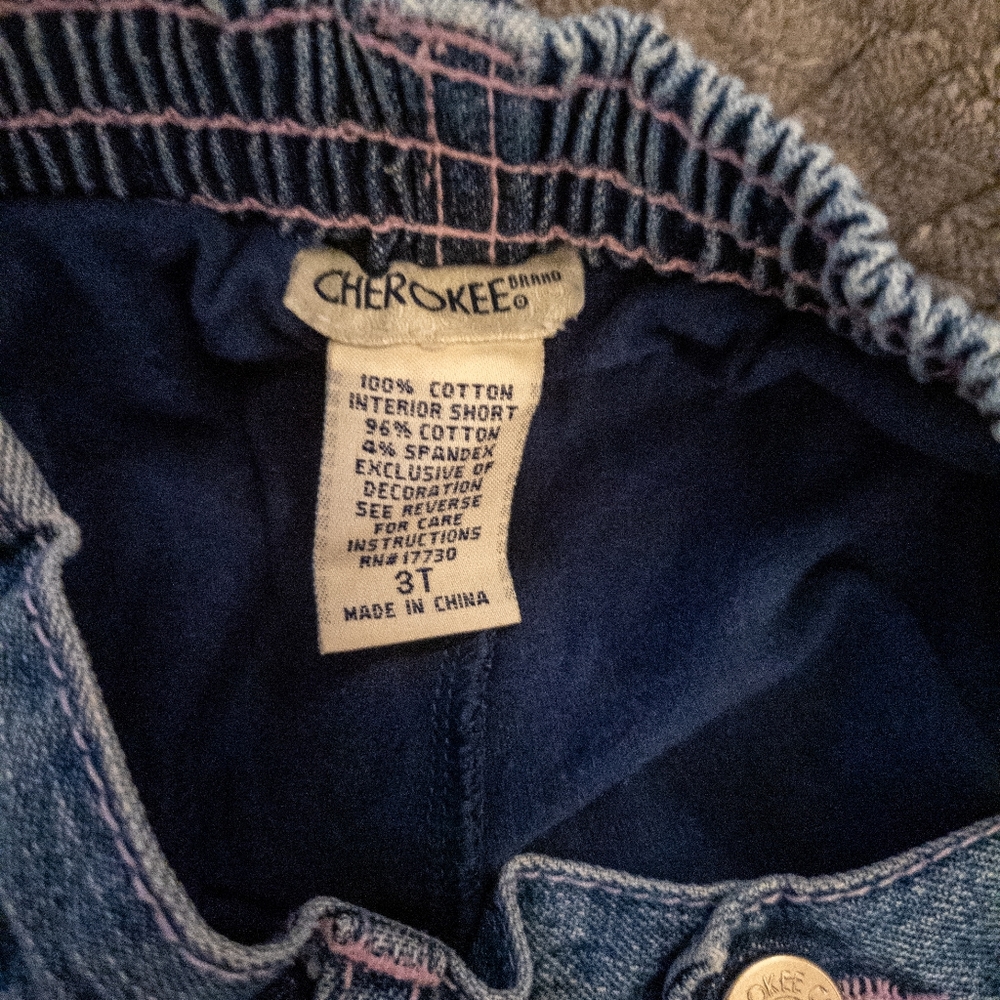 CHEROKEE BRAND ®
100% COTTON
INTERIOR SHORT
96% COTTON
4% SPANDEX
EXCLUSIVE OF
DECORATION
SEE REVERSE
FOR CARE
INSTRUCTIONS
RN#17730
3T
MADE IN CHINA
OKEE